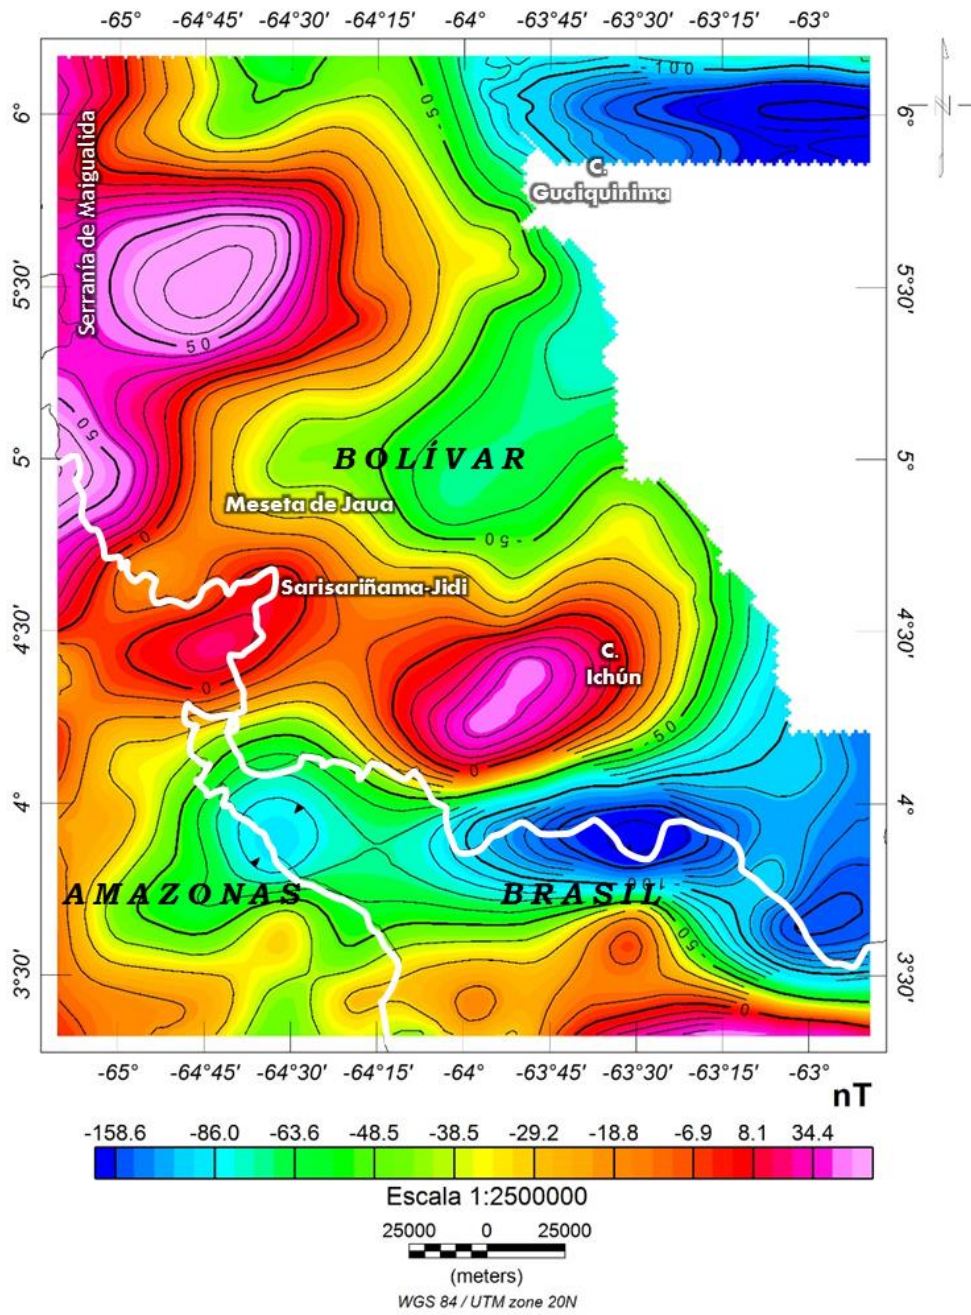 -65° -64°45' -64°30' -64°15' -64° -63°45' -63°30' -63°15' -63°
-100
6° 6°
N
-50
Serranía de Maigualida
C.
Guaiquinima
5°30' 5°30'
50
50
5° BOLÍVAR 5°
Meseta de Jaua
-50
0
-50
Sarisariñama-Jidi
4°30' 4°30'
C.
Ichún
0
-50
0
4° 4°
-100
AMAZONAS BRASIL
-50
3°30' 3°30'
0
-65° -64°45' -64°30' -64°15' -64° -63°45' -63°30' -63°15' -63°
nT
-158.6 -86.0 -63.6 -48.5 -38.5 -29.2 -18.8 -6.9 8.1 34.4
Escala 1:2500000
25000 0 25000
(meters)
WGS 84 / UTM zone 20N